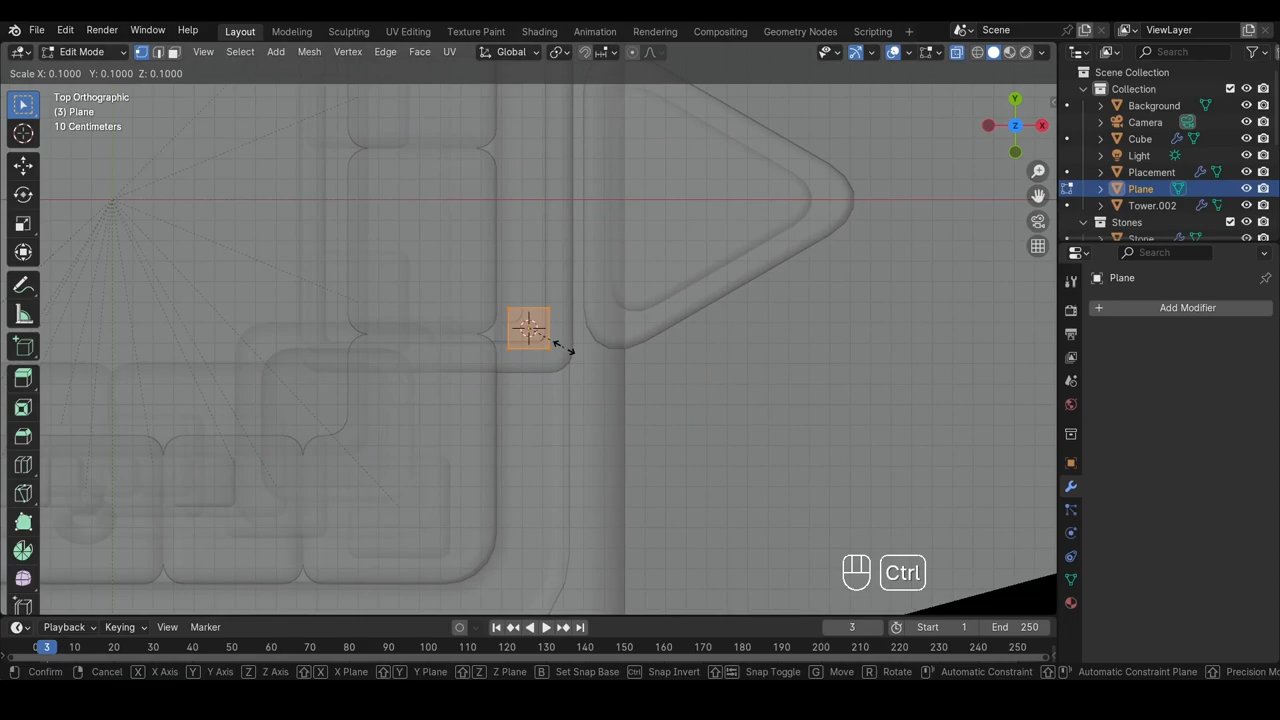 File Edit Render Window Help Layout Modeling Sculpting UV Editing Texture Paint Shading Animation Rendering Compositing Geometry Nodes Scripting + Scene ViewLayer
Edit Mode View Select Add Mesh Vertex Edge Face UV Global Search
Scale X: 0.1000 Y: 0.1000 Z: 0.1000
Scene Collection
Collection
Background
Camera
Cube
Light
Placement
Plane
Tower.002
Stones
Stone
Top Orthographic
(3) Plane
10 Centimeters
Y
Z
X
Search
Plane
+ Add Modifier
Ctrl
Playback Keying View Marker 3 Start 1 End 250
0 3 10 20 30 40 50 60 70 80 90 100 110 120 130 140 150 160 170 180 190 200 210 220 230 240 250
Confirm Cancel X X Axis Y Y Axis Z Z Axis X X Plane Y Y Plane Z Z Plane B Set Snap Base Ctrl Snap Invert Snap Toggle G Move R Rotate Automatic Constraint Automatic Constraint Plane Precision Mo